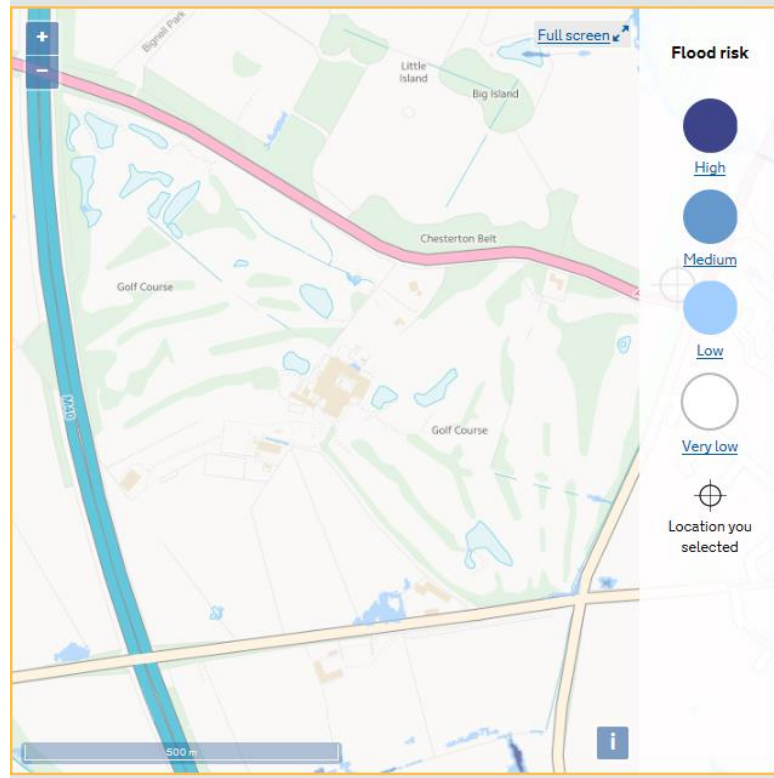 +
−
Bignell Park
Full screen
Little
Island
Big Island
Chesterton Belt
Golf Course
Golf Course
M40
500 m
i
Flood risk
High
Medium
Low
Very low
Location you
selected